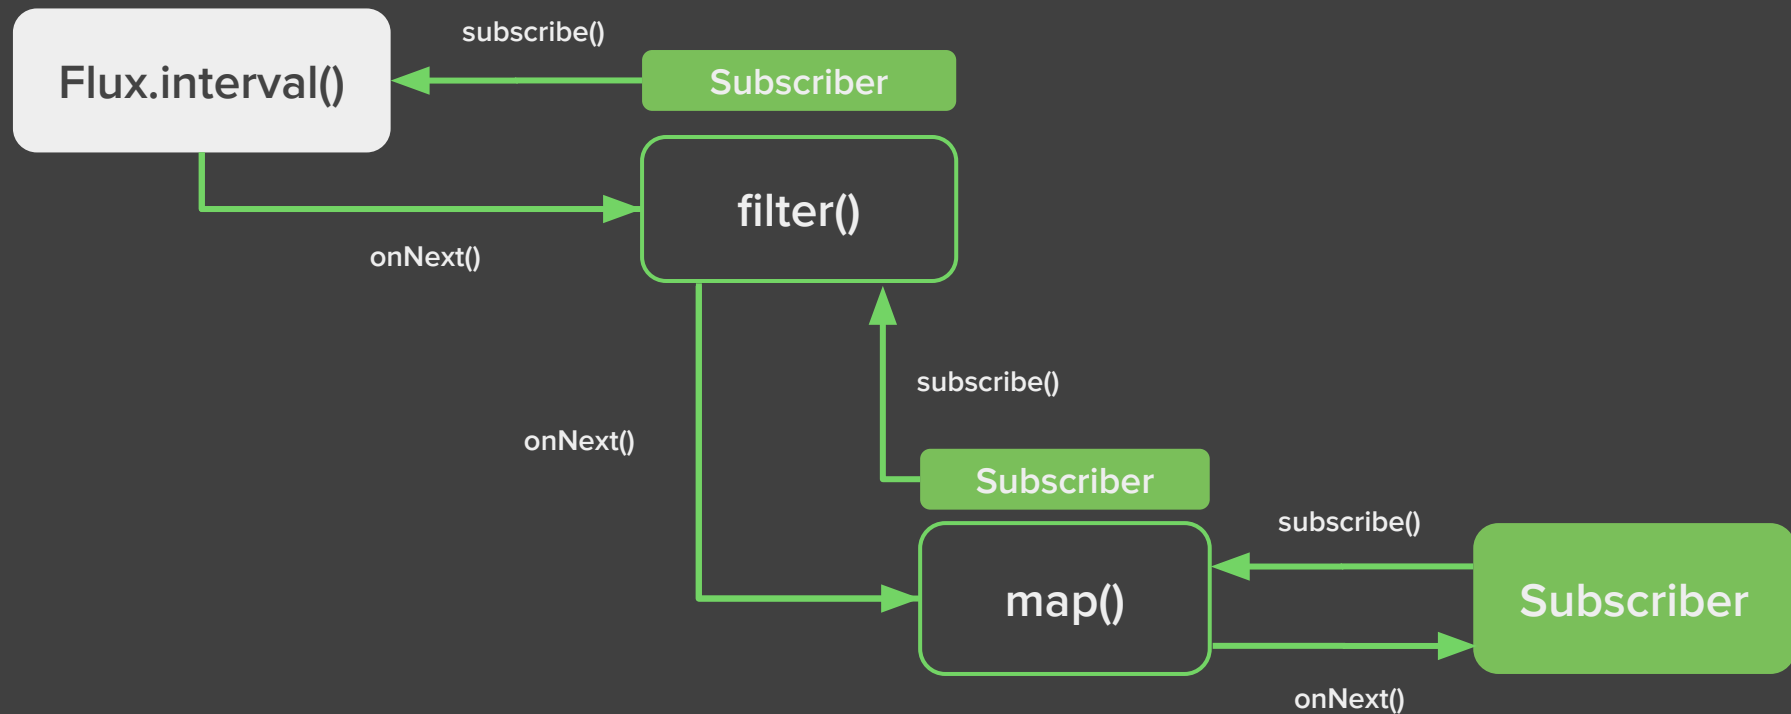 subscribe()
Flux.interval()
Subscriber
filter()
onNext()
subscribe()
onNext()
Subscriber
subscribe()
map()
Subscriber
onNext()